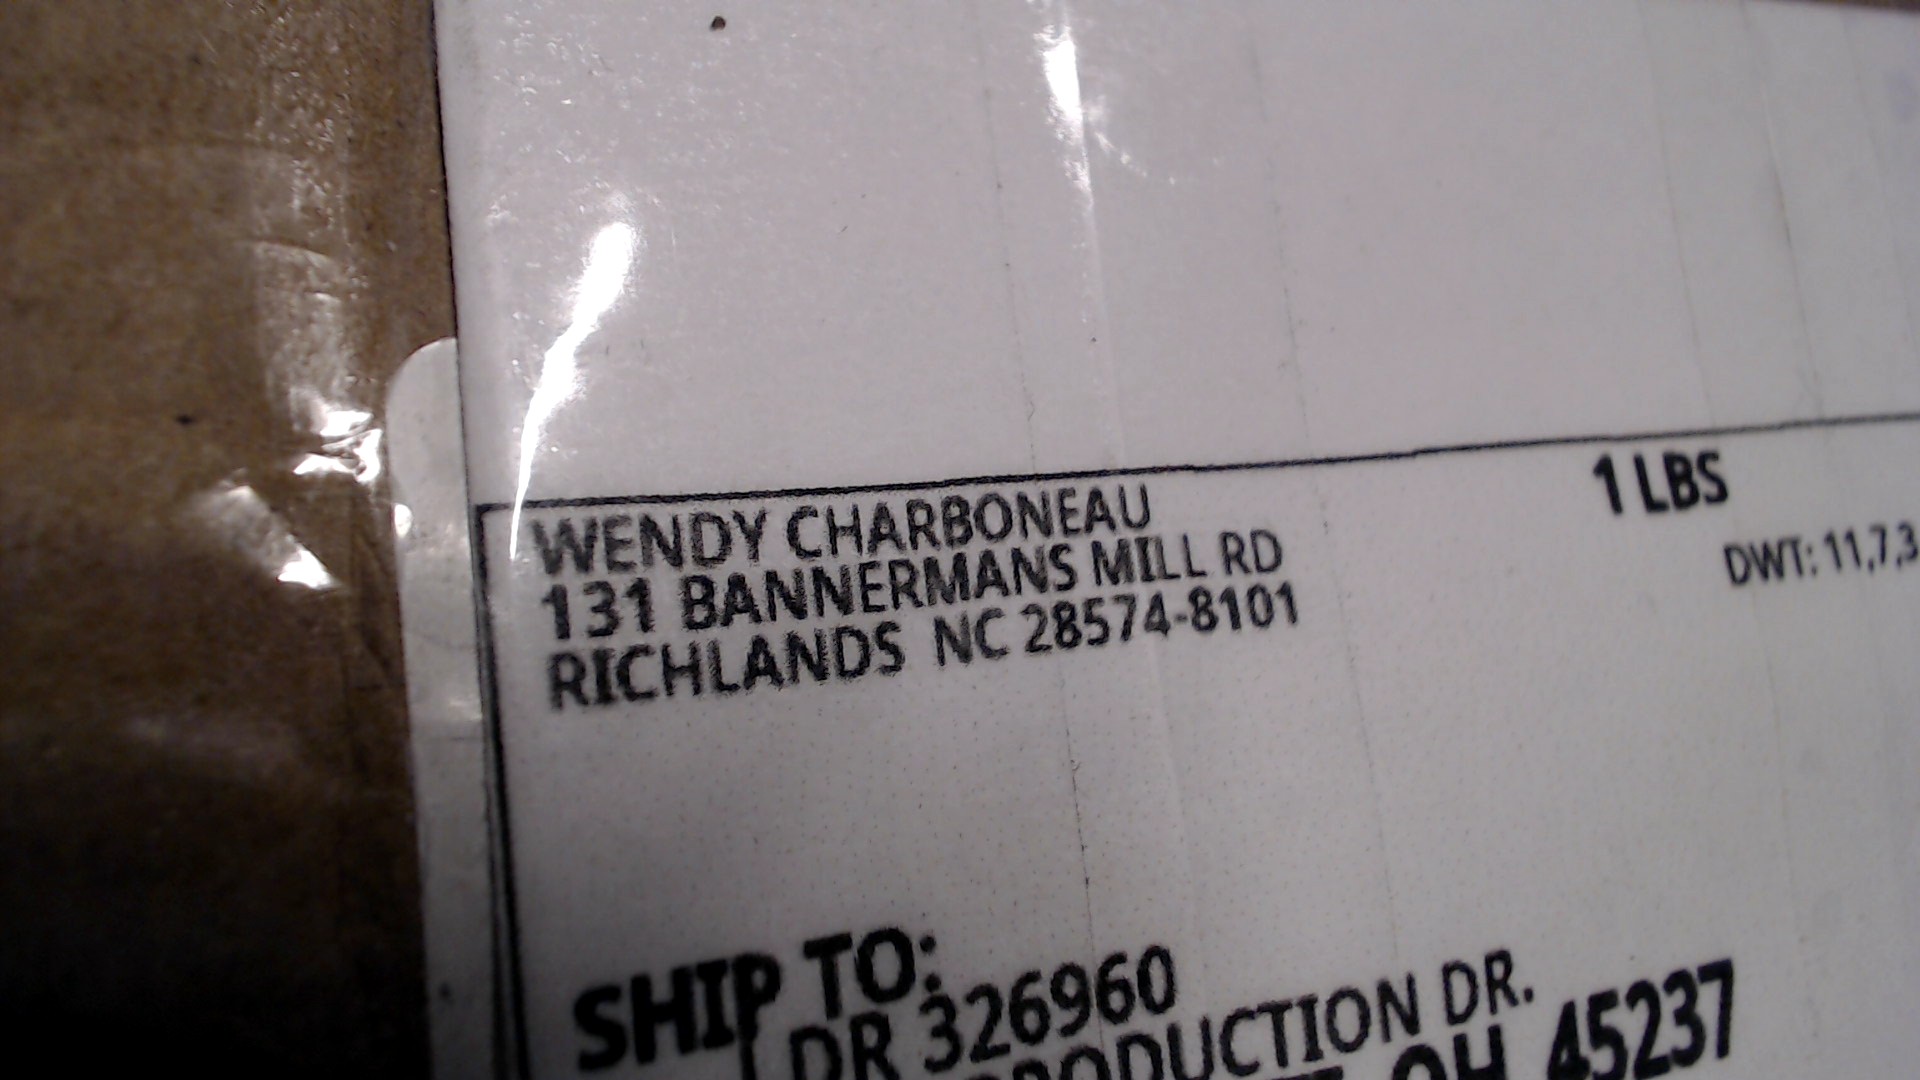 WENDY CHARBONEAU
131 BANNERMANS MILL RD
RICHLANDS NC 28574-8101
1 LBS
DWT: 11,7,3
SHIP TO:
DR 326960
PRODUCTION DR.
OH 45237